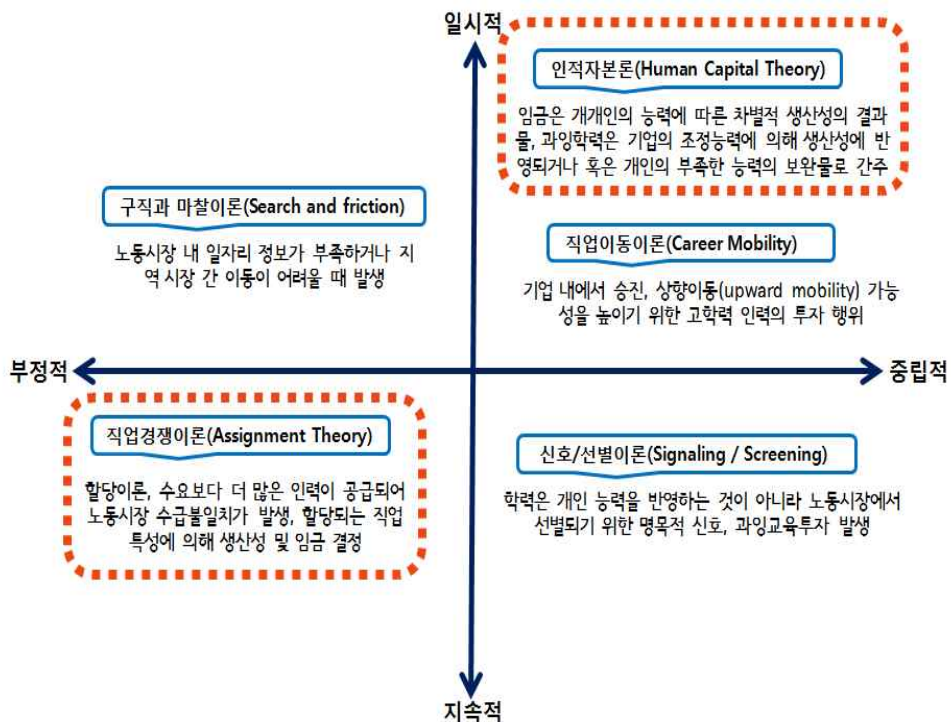 일시적
인적자본론(Human Capital Theory)
임금은 개개인의 능력에 따른 차별적 생산성의 결과
물, 과잉학력은 기업의 조정능력에 의해 생산성에 반
영되거나 혹은 개인의 부족한 능력의 보완물로 간주
구직과 마찰이론(Search and friction)
노동시장 내 일자리 정보가 부족하거나 지
역시장 간 이동이 어려울 때 발생
직업이동이론(Career Mobility)
기업 내에서 승진, 상향이동(upward mobility) 가능
성을 높이기 위한 고학력 인력의 투자 행위
부정적
중립적
직업경쟁이론(Assignment Theory)
할당이론, 수요보다 더 많은 인력이 공급되어
노동시장 수급불일치가 발생, 할당되는 직업
특성에 의해 생산성 및 임금 결정
신호/선별이론(Signaling / Screening)
학력은 개인 능력을 반영하는 것이 아니라 노동시장에서
선별되기 위한 명목적 신호, 과잉교육투자 발생
지속적